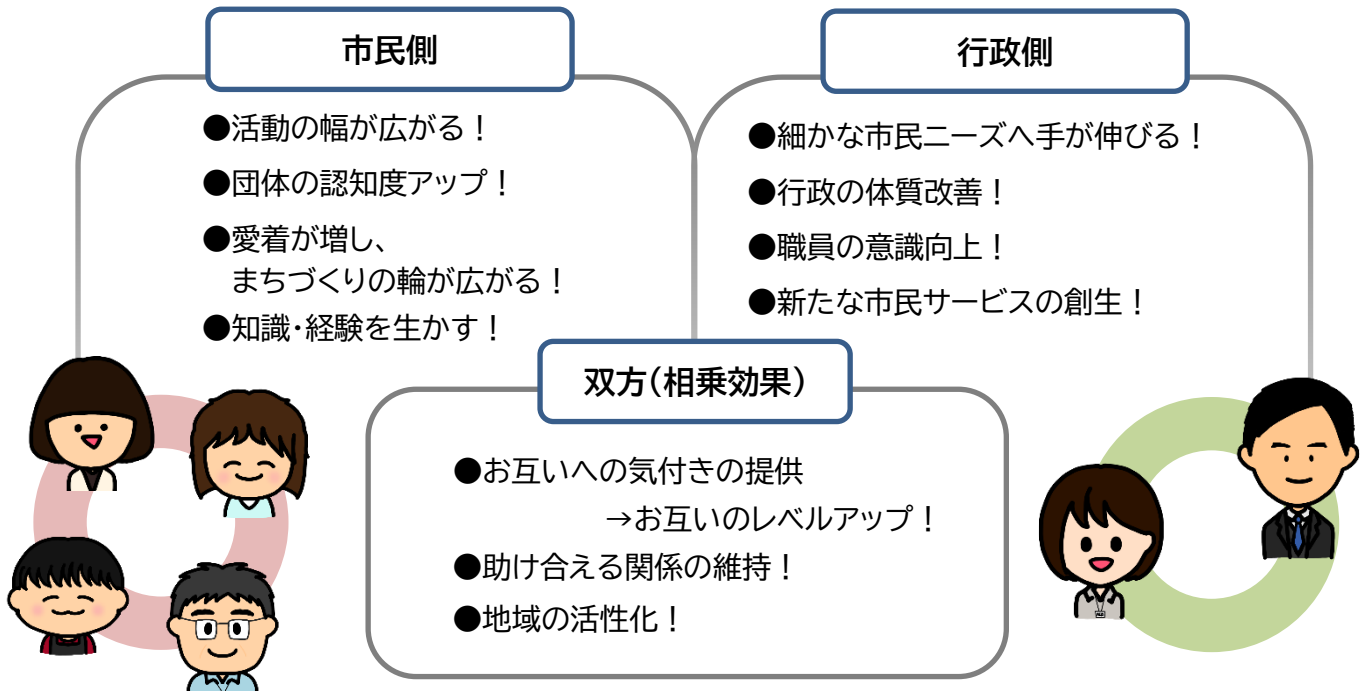 市民側
●活動の幅が広がる！
●団体の認知度アップ！
●愛着が増し、
まちづくりの輪が広がる！
●知識・経験を生かす！
行政側
●細かな市民ニーズへ手が伸びる！
●行政の体質改善！
●職員の意識向上！
●新たな市民サービスの創生！
双方（相乗効果）
●お互いへの気付きの提供
→お互いのレベルアップ！
●助け合える関係の維持！
●地域の活性化！